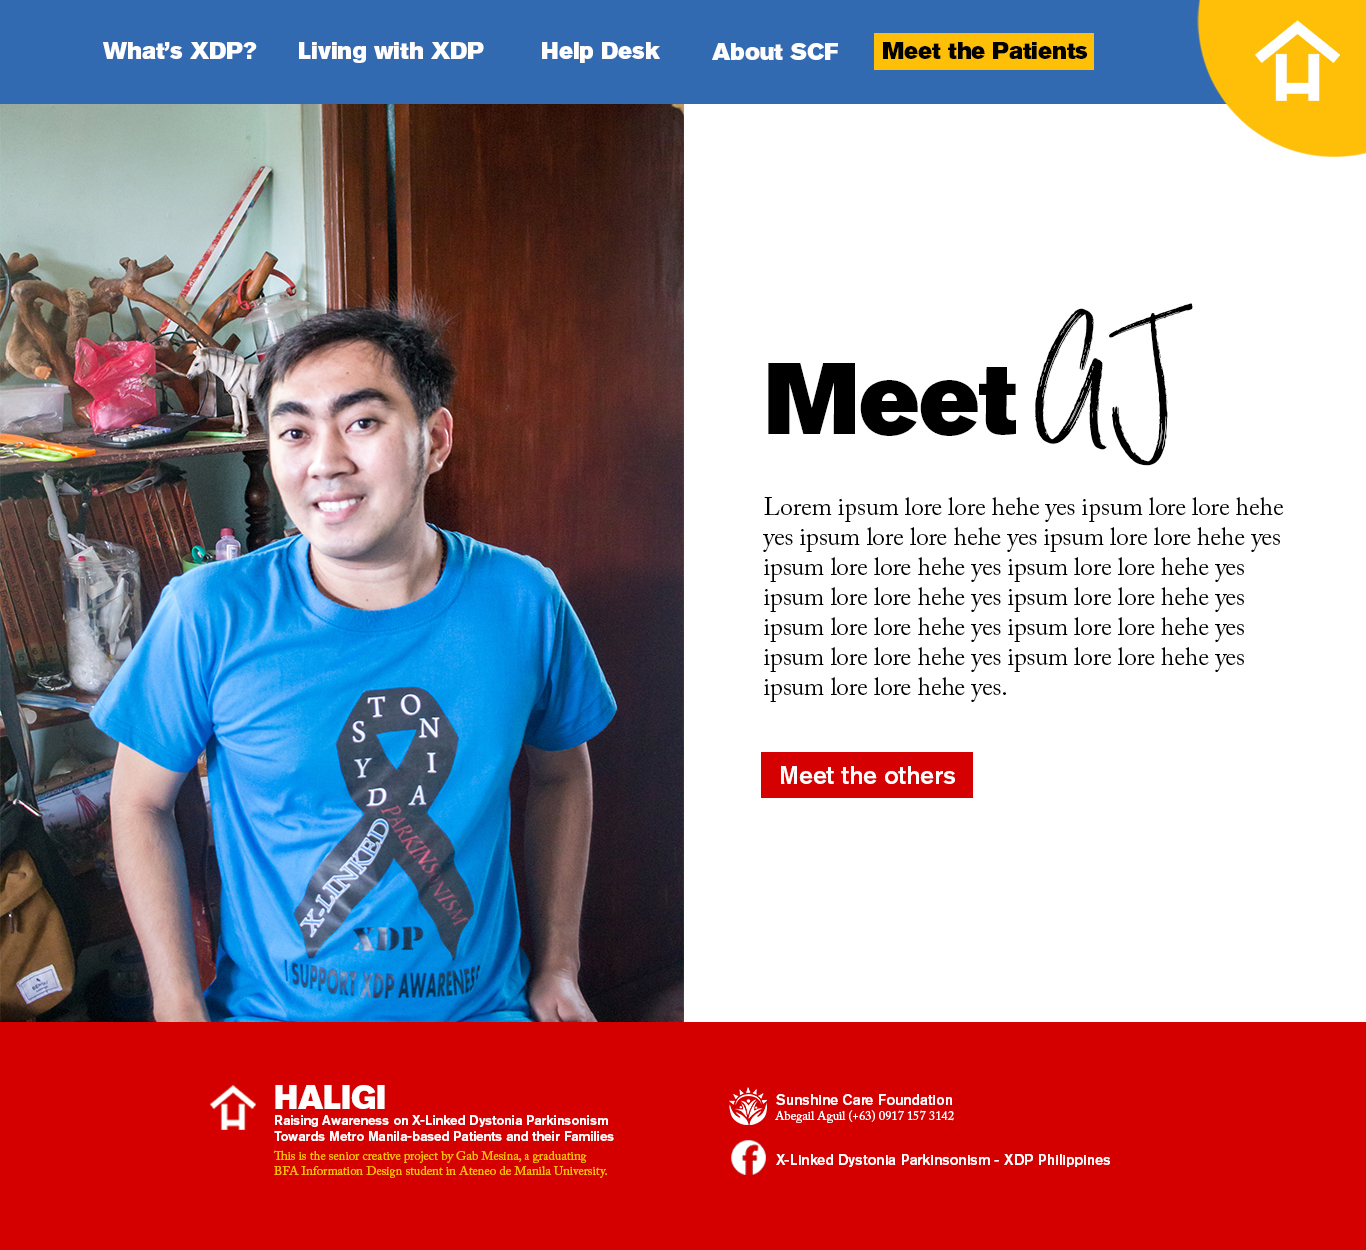 What's XDP?
Living with XDP
Help Desk
About SCF
Meet the Patients
Meet AJ
Lorem ipsum lore lore hehe yes ipsum lore lore hehe
yes ipsum lore lore hehe yes ipsum lore lore hehe yes
ipsum lore lore hehe yes ipsum lore lore hehe yes
ipsum lore lore hehe yes ipsum lore lore hehe yes
ipsum lore lore hehe yes ipsum lore lore hehe yes
ipsum lore lore hehe yes ipsum lore lore hehe yes
ipsum lore lore hehe yes.
Meet the others
DYSTONIA
X-LINKED
PARKINSONISM
XDP
I SUPPORT XDP AWARENESS
HALIGI
Raising Awareness on X-Linked Dystonia Parkinsonism
Towards Metro Manila-based Patients and their Families
This is the senior creative project by Gab Mesina, a graduating
BFA Information Design student in Ateneo de Manila University.
Sunshine Care Foundation
Abegail Aguil (+63) 0917 157 3142
X-Linked Dystonia Parkinsonism - XDP Philippines